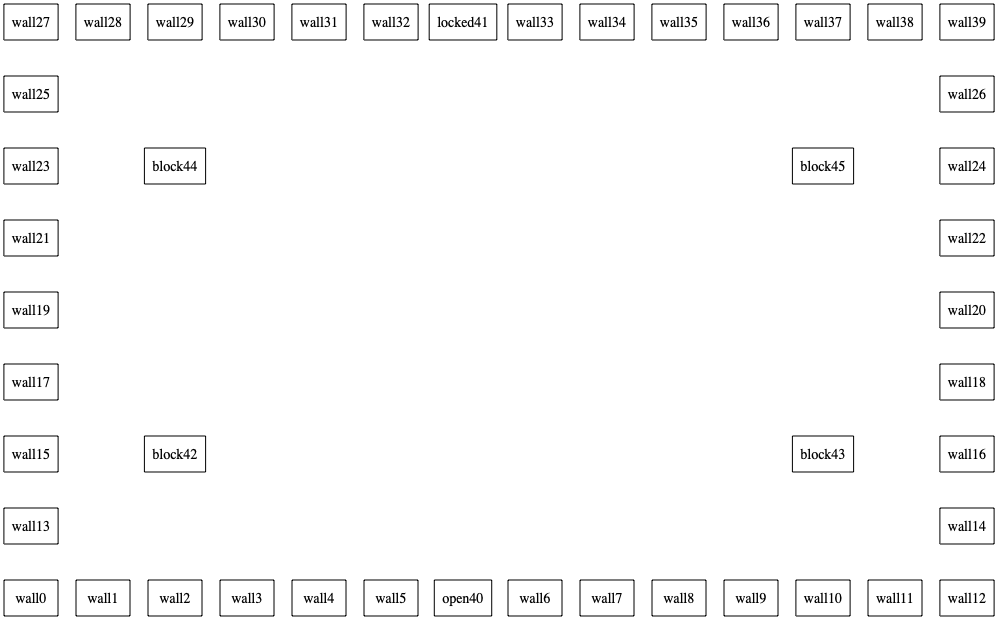 wall27 wall28 wall29 wall30 wall31 wall32 locked41 wall33 wall34 wall35 wall36 wall37 wall38 wall39
wall25 wall26
wall23 block44 block45 wall24
wall21 wall22
wall19 wall20
wall17 wall18
wall15 block42 block43 wall16
wall13 wall14
wall0 wall1 wall2 wall3 wall4 wall5 open40 wall6 wall7 wall8 wall9 wall10 wall11 wall12